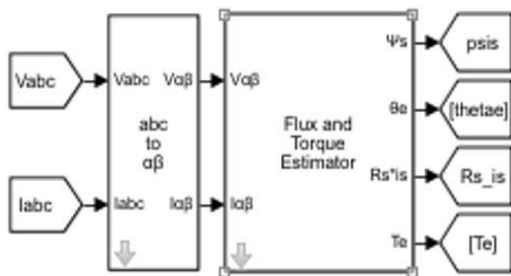 Vabc
Iabc
Vabc Vαβ
abc
to
αβ
Iabc Iαβ
Vαβ
Iαβ
Flux and
Torque
Estimator
Ψs
θe
Rs*is
Te
psis
[thetae]
Rs_is
[Te]